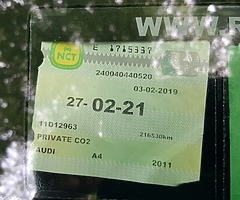 WWW.R
E 1715337
NCT
240040440520
03-02-2019
27-02-21
11D12963
216530km
PRIVATE CO2
AUDI A4 2011